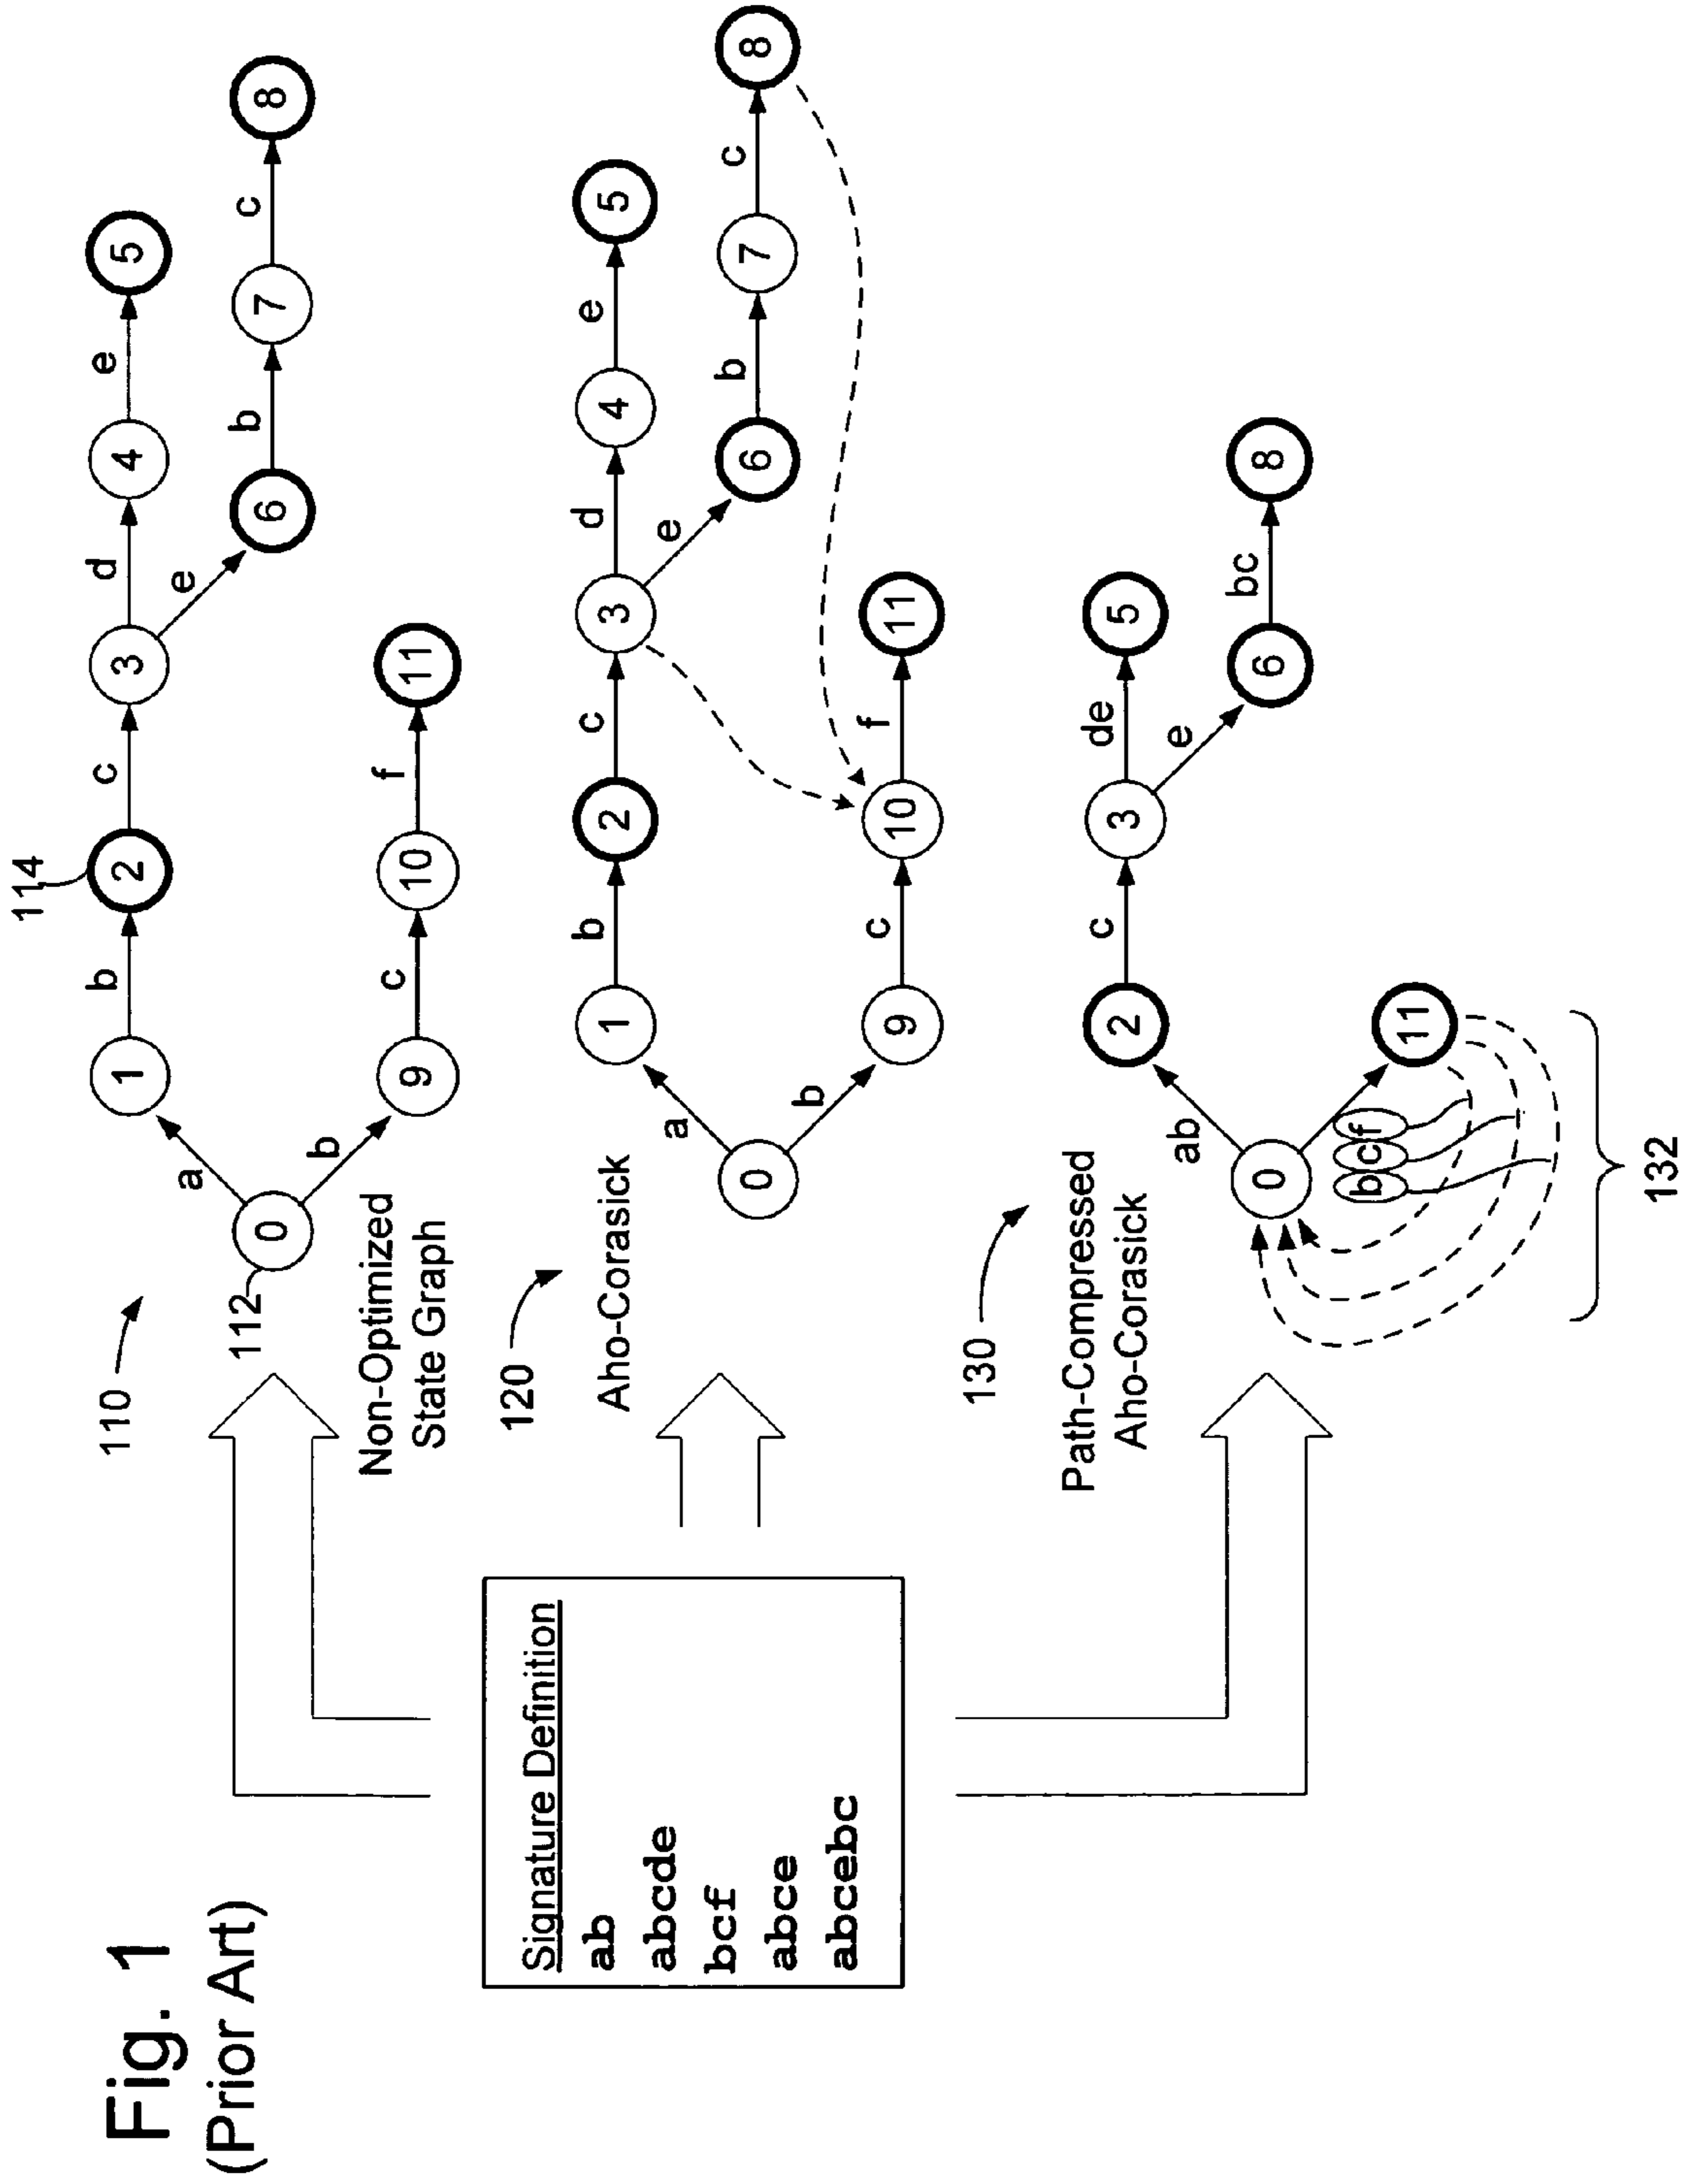 Fig. 1
(Prior Art)
Signature Definition
ab
abcde
bcf
abce
abcebc
110
112
114
Non-Optimized
State Graph
0
a
1
b
2
c
3
d
4
e
5
e
6
b
7
c
8
b
9
c
10
f
11
120
Aho-Corasick
0
a
1
b
2
c
3
d
4
e
5
e
6
b
7
c
8
b
9
c
10
f
11
130
Path-Compressed
Aho-Corasick
0
ab
2
c
3
de
5
e
6
bc
8
b c f
11
132